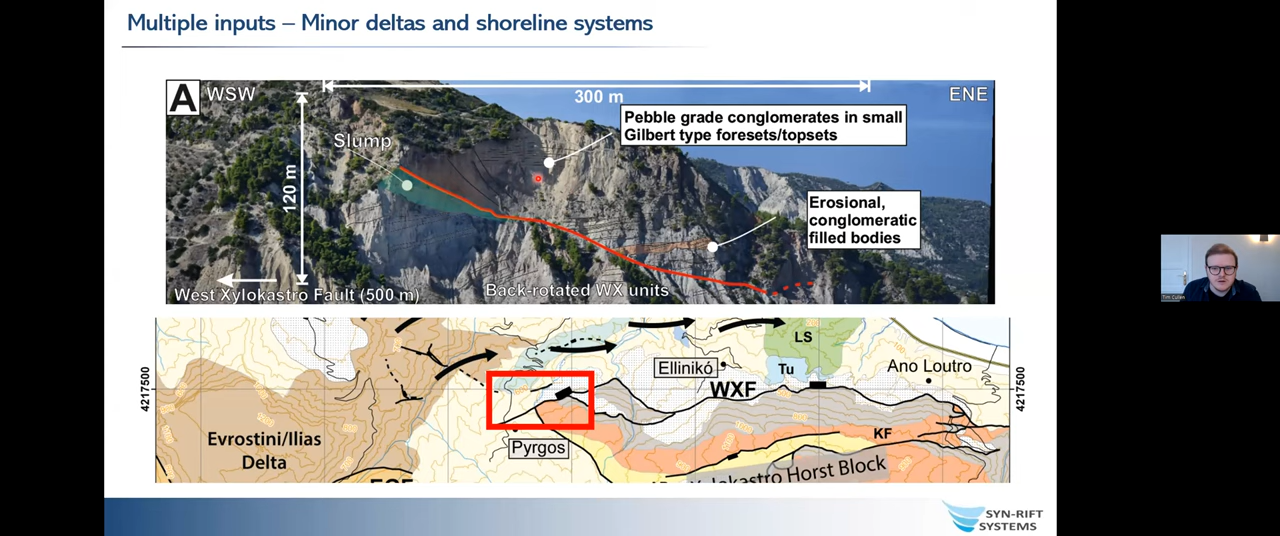 Multiple inputs – Minor deltas and shoreline systems
A WSW
300 m
ENE
Pebble grade conglomerates in small
Gilbert type foresets/topsets
Slump
120 m
Erosional,
conglomeratic
filled bodies
West Xylokastro Fault (500 m)
Back-rotated WX units
LS
Tu
Ellinikó
WXF
Ano Loutro
4217500
4217500
Evrostini/Ilias
Delta
Pyrgos
KF
Horst Block
SYN-RIFT
SYSTEMS
Tim Cullen